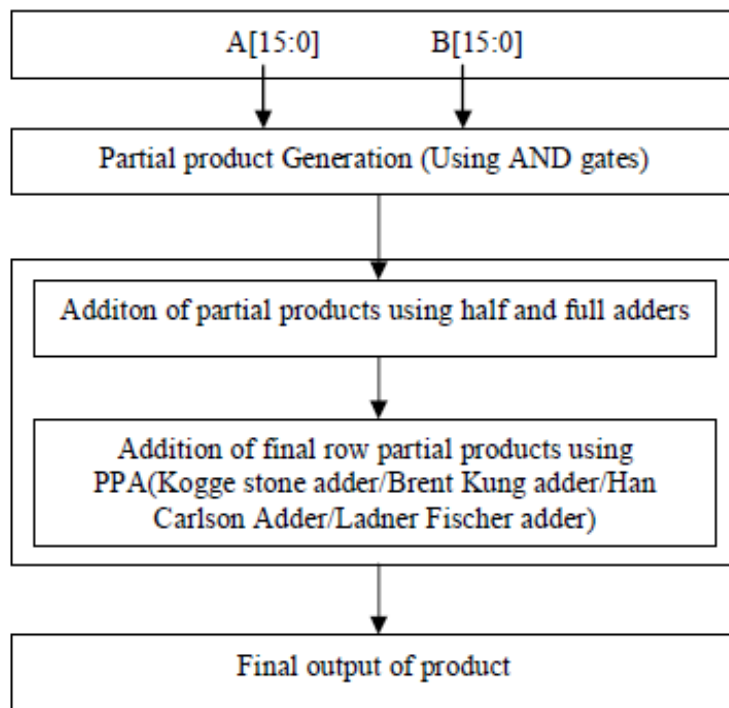 A[15:0] B[15:0]
Partial product Generation (Using AND gates)
Additon of partial products using half and full adders
Addition of final row partial products using
PPA(Kogge stone adder/Brent Kung adder/Han
Carlson Adder/Ladner Fischer adder)
Final output of product